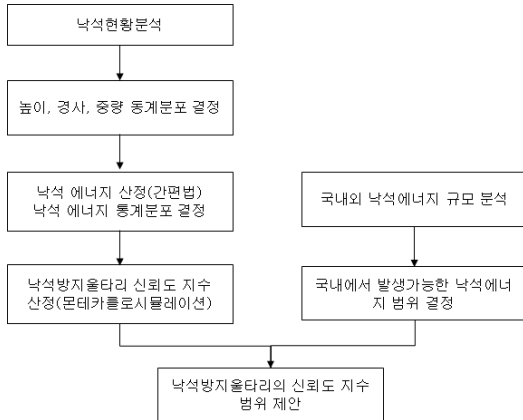 낙석현황분석
높이, 경사, 중량 통계분포 결정
낙석 에너지 산정(간편법)
낙석 에너지 통계분포 결정
국내외 낙석에너지 규모 분석
낙석방지울타리 신뢰도 지수
산정(몬테카를로시뮬레이션)
국내에서 발생가능한 낙석에너
지 범위 결정
낙석방지울타리의 신뢰도 지수
범위 제안